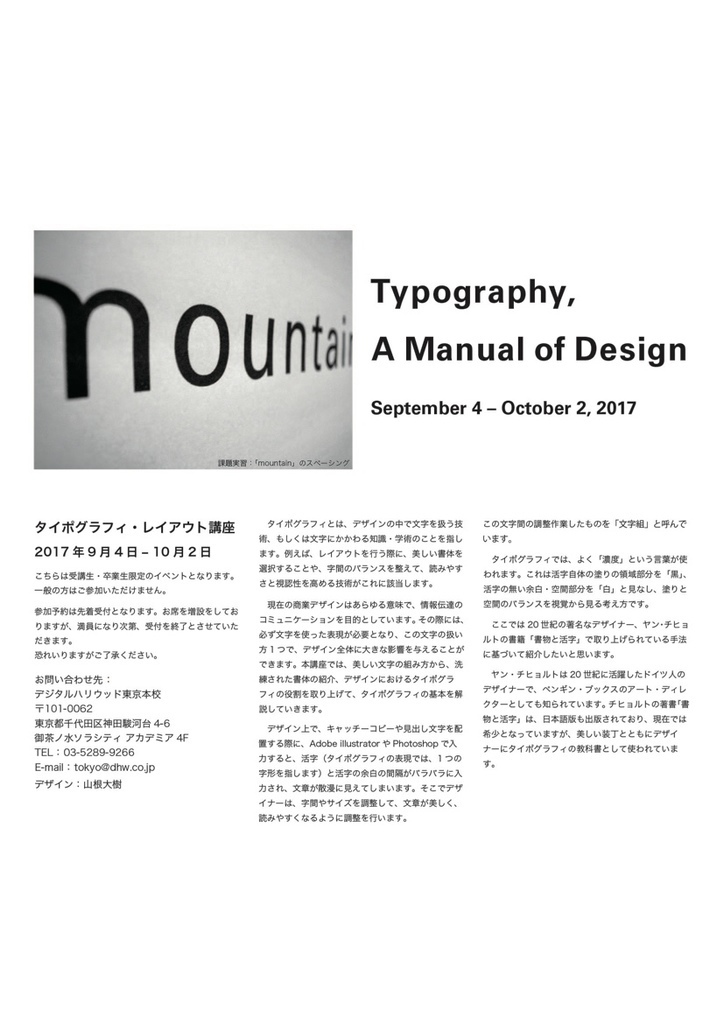 mountain
課題実習：「mountain」のスペーシング
Typography,
A Manual of Design
September 4 – October 2, 2017
タイポグラフィ・レイアウト講座
2017 年 9 月 4 日 – 10 月 2 日
こちらは受講生・卒業生限定のイベントとなります。
一般の方はご参加いただけません。
参加予約は先着受付となります。お席を増設をしてお
りますが、満員になり次第、受付を終了とさせていた
だきます。
恐れいりますがご了承ください。
お問い合わせ先：
デジタルハリウッド東京本校
〒101-0062
東京都千代田区神田駿河台 4-6
御茶ノ水ソラシティ アカデミア 4F
TEL：03-5289-9266
E-mail：tokyo@dhw.co.jp
デザイン：山根大樹
タイポグラフィとは、デザインの中で文字を扱う技
術、もしくは文字にかかわる知識・学術のことを指し
ます。例えば、レイアウトを行う際に、美しい書体を
選択することや、字間のバランスを整えて、読みやす
さと視認性を高める技術がこれに該当します。
現在の商業デザインはあらゆる意味で、情報伝達の
コミュニケーションを目的としています。その際には、
必ず文字を使った表現が必要となり、この文字の扱い
方 1 つで、デザイン全体に大きな影響を与えることが
できます。本講座では、美しい文字の組み方から、洗
練された書体の紹介、デザインにおけるタイポグラ
フィの役割を取り上げて、タイポグラフィの基本を解
説していきます。
デザイン上で、キャッチーコピーや見出し文字を配
置する際に、Adobe illustrator や Photoshop で入
力すると、活字（タイポグラフィの表現では、1 つの
字形を指します）と活字の余白の間隔がバラバラに入
力され、文章が散漫に見えてしまいます。そこでデザ
イナーは、字間やサイズを調整して、文章が美しく、
読みやすくなるように調整を行います。
この文字間の調整作業したものを「文字組」と呼んで
います。
タイポグラフィでは、よく「濃度」という言葉が使
われます。これは活字自体の塗りの領域部分を「黒」、
活字の無い余白・空間部分を「白」と見なし、塗りと
空間のバランスを視覚から見る考え方です。
ここでは 20 世紀の著名なデザイナー、ヤン・チヒョ
ルトの書籍「書物と活字」で取り上げられている手法
に基づいて紹介したいと思います。
ヤン・チヒョルトは 20 世紀に活躍したドイツ人の
デザイナーで、ペンギン・ブックスのアート・ディレ
クターとしても知られています。チヒョルトの著書「書
物と活字」は、日本語版も出版されており、現在では
希少となっていますが、美しい装丁とともにデザイ
ナーにタイポグラフィの教科書として使われていま
す。